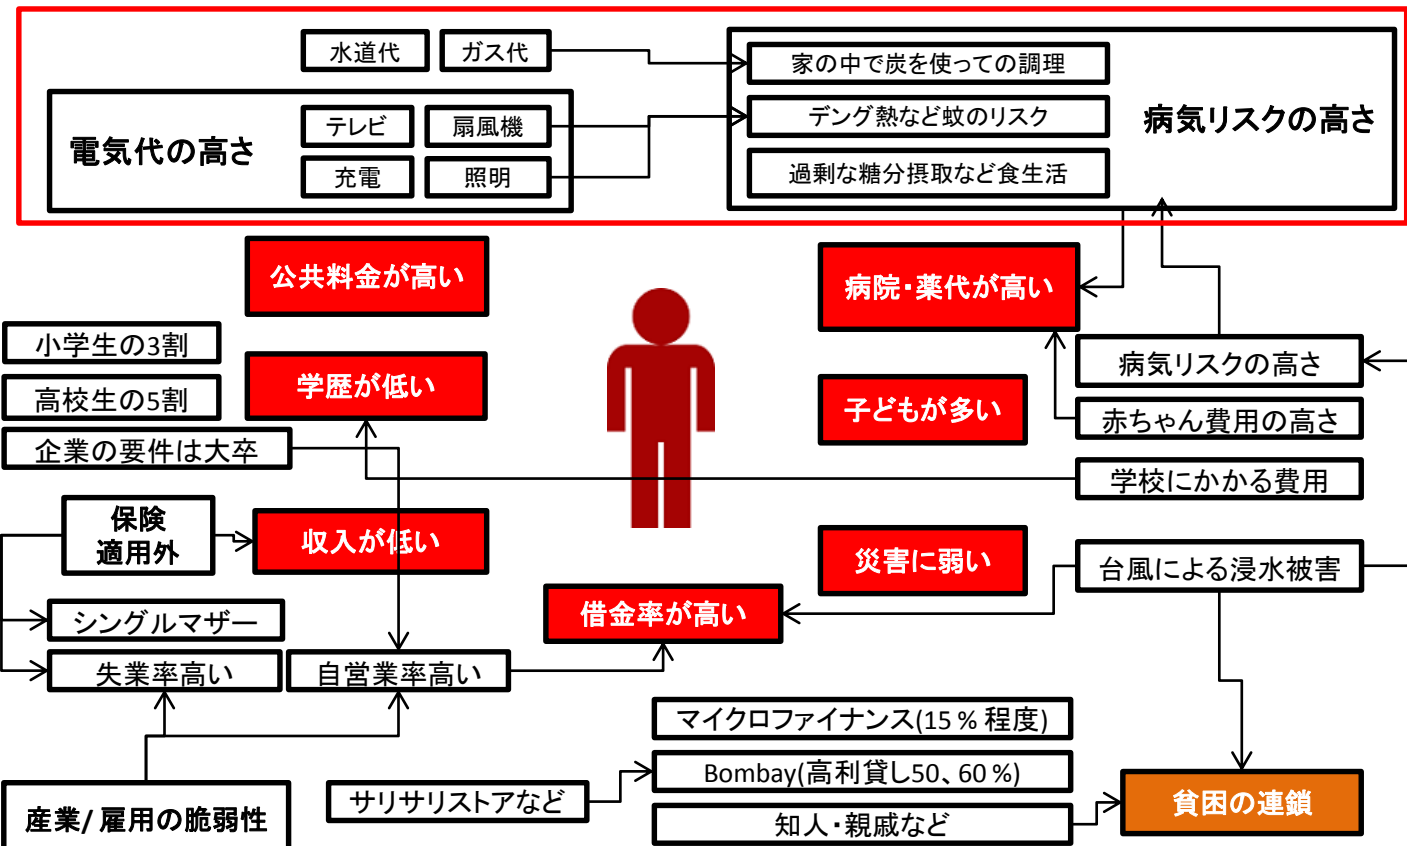 水道代
ガス代
家の中で炭を使っての調理
電気代の高さ
テレビ
扇風機
デング熱など蚊のリスク
病気リスクの高さ
充電
照明
過剰な糖分摂取など食生活
公共料金が高い
病院・薬代が高い
小学生の3割
学歴が低い
病気リスクの高さ
高校生の5割
子どもが多い
赤ちゃん費用の高さ
企業の要件は大卒
学校にかかる費用
保険
適用外
収入が低い
災害に弱い
台風による浸水被害
シングルマザー
借金率が高い
失業率高い
自営業率高い
マイクロファイナンス(15 % 程度)
Bombay(高利貸し50、60 %)
サリサリストアなど
貧困の連鎖
産業/ 雇用の脆弱性
知人・親戚など